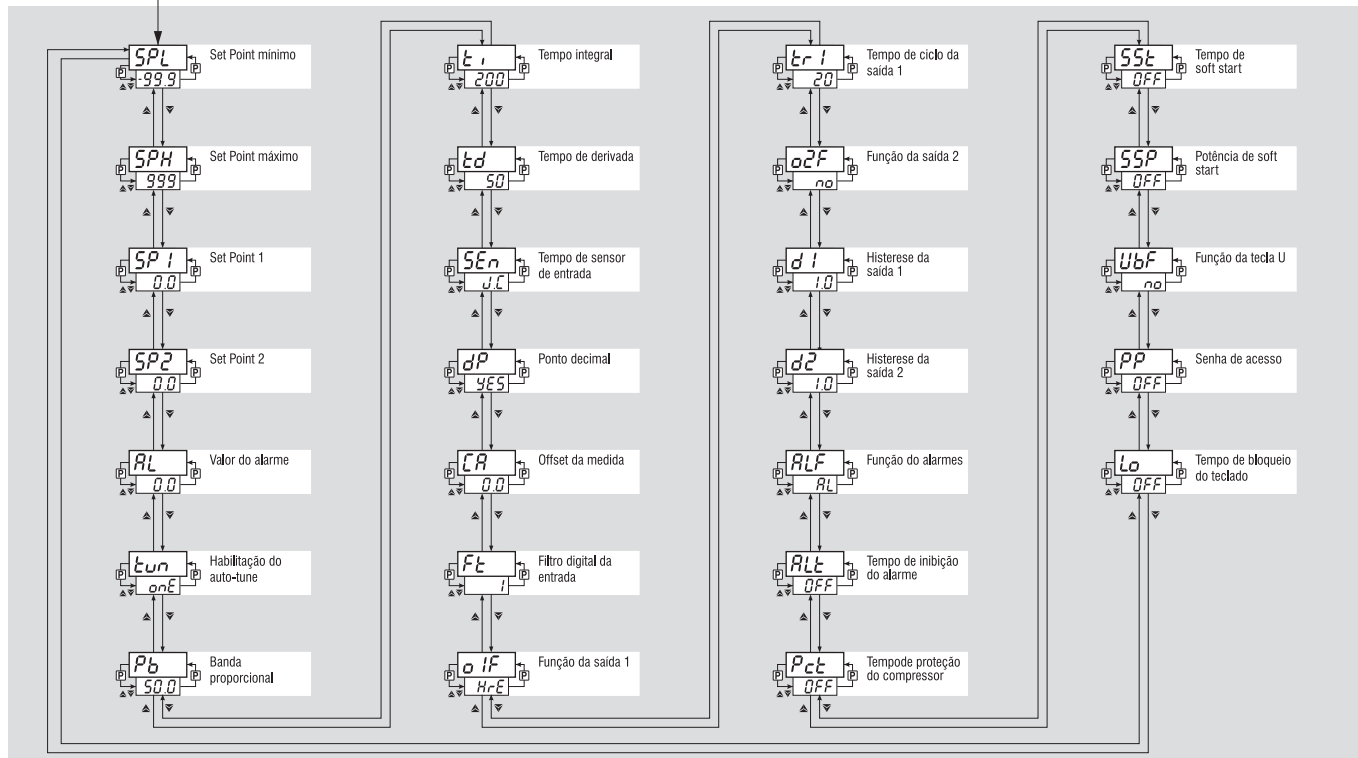 SPL
-99.9
P
P
Set Point mínimo
SPH
999
P
P
Set Point máximo
SP1
0.0
P
P
Set Point 1
SP2
0.0
P
P
Set Point 2
AL
0.0
P
P
Valor do alarme
tun
onE
P
P
Habilitação do
auto-tune
Pb
50.0
P
P
Banda
proporcional
ti
200
P
P
Tempo integral
td
50
P
P
Tempo de derivada
SEn
J.C
P
P
Tempo de sensor
de entrada
dP
YES
P
P
Ponto decimal
CA
0.0
P
P
Offset da medida
Ft
1
P
P
Filtro digital da
entrada
o1F
HrE
P
P
Função da saída 1
tr1
20
P
P
Tempo de ciclo da
saída 1
o2F
no
P
P
Função da saída 2
d1
1.0
P
P
Histerese da
saída 1
d2
1.0
P
P
Histerese da
saída 2
ALF
AL
P
P
Função do alarmes
ALt
OFF
P
P
Tempo de inibição
do alarme
Pct
OFF
P
P
Tempode proteção
do compressor
SSt
OFF
P
P
Tempo de
soft start
SSP
OFF
P
P
Potência de soft
start
UbF
no
P
P
Função da tecla U
PP
OFF
P
P
Senha de acesso
Lo
OFF
P
P
Tempo de bloqueio
do teclado